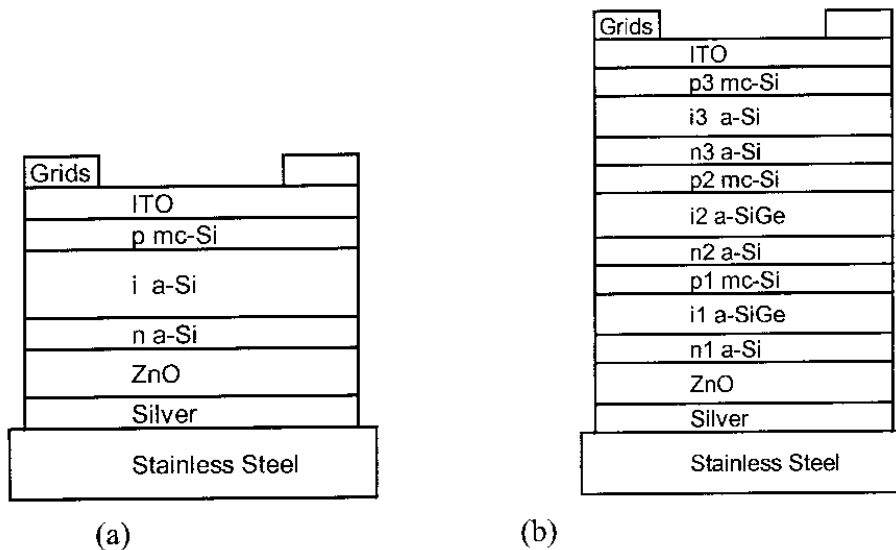 Grids
ITO
p mc-Si
i a-Si
n a-Si
ZnO
Silver
Stainless Steel
(a)
Grids
ITO
p3 mc-Si
i3 a-Si
n3 a-Si
p2 mc-Si
i2 a-SiGe
n2 a-Si
p1 mc-Si
i1 a-SiGe
n1 a-Si
ZnO
Silver
Stainless Steel
(b)